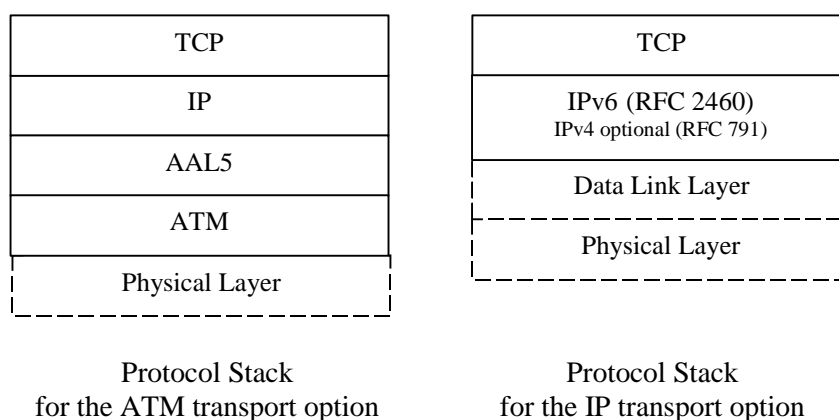 TCP
IP
AAL5
ATM
Physical Layer
Protocol Stack
for the ATM transport option
TCP
IPv6 (RFC 2460)
IPv4 optional (RFC 791)
Data Link Layer
Physical Layer
Protocol Stack
for the IP transport option